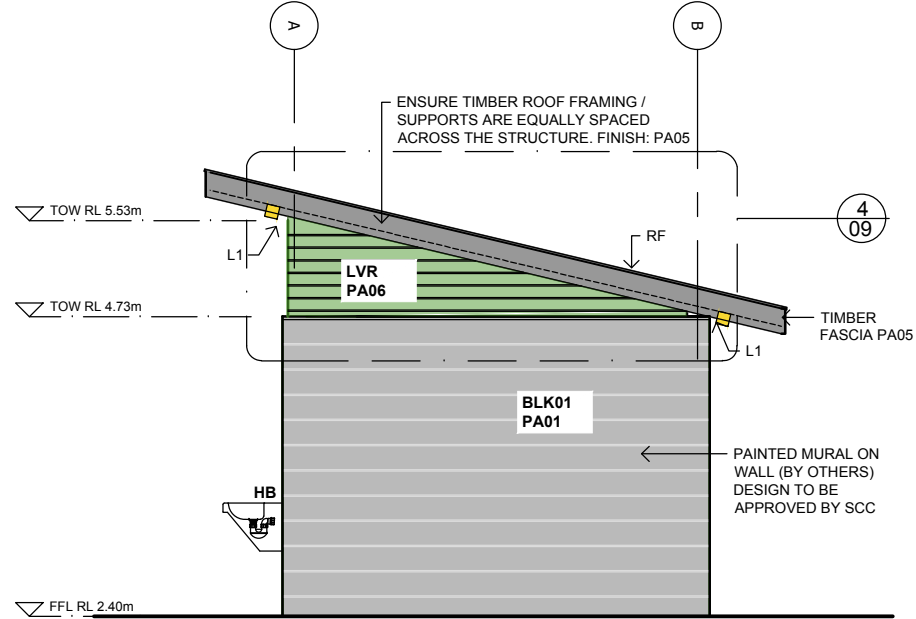 A
B
ENSURE TIMBER ROOF FRAMING /
SUPPORTS ARE EQUALLY SPACED
ACROSS THE STRUCTURE. FINISH: PA05
TOW RL 5.53m
4
09
L1
RF
LVR
PA06
TOW RL 4.73m
TIMBER
FASCIA PA05
L1
BLK01
PA01
PAINTED MURAL ON
WALL (BY OTHERS)
DESIGN TO BE
APPROVED BY SCC
HB
FFL RL 2.40m